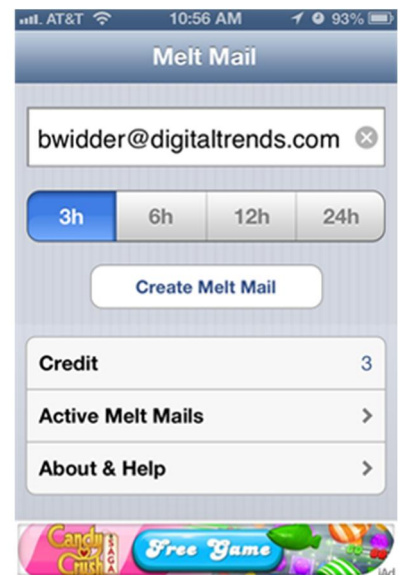 AT&T 10:56 AM 93%
Melt Mail
bwidder@digitaltrends.com
3h 6h 12h 24h
Create Melt Mail
Credit 3
Active Melt Mails
About & Help
Candy Crush SAGA
Free Game
iAd